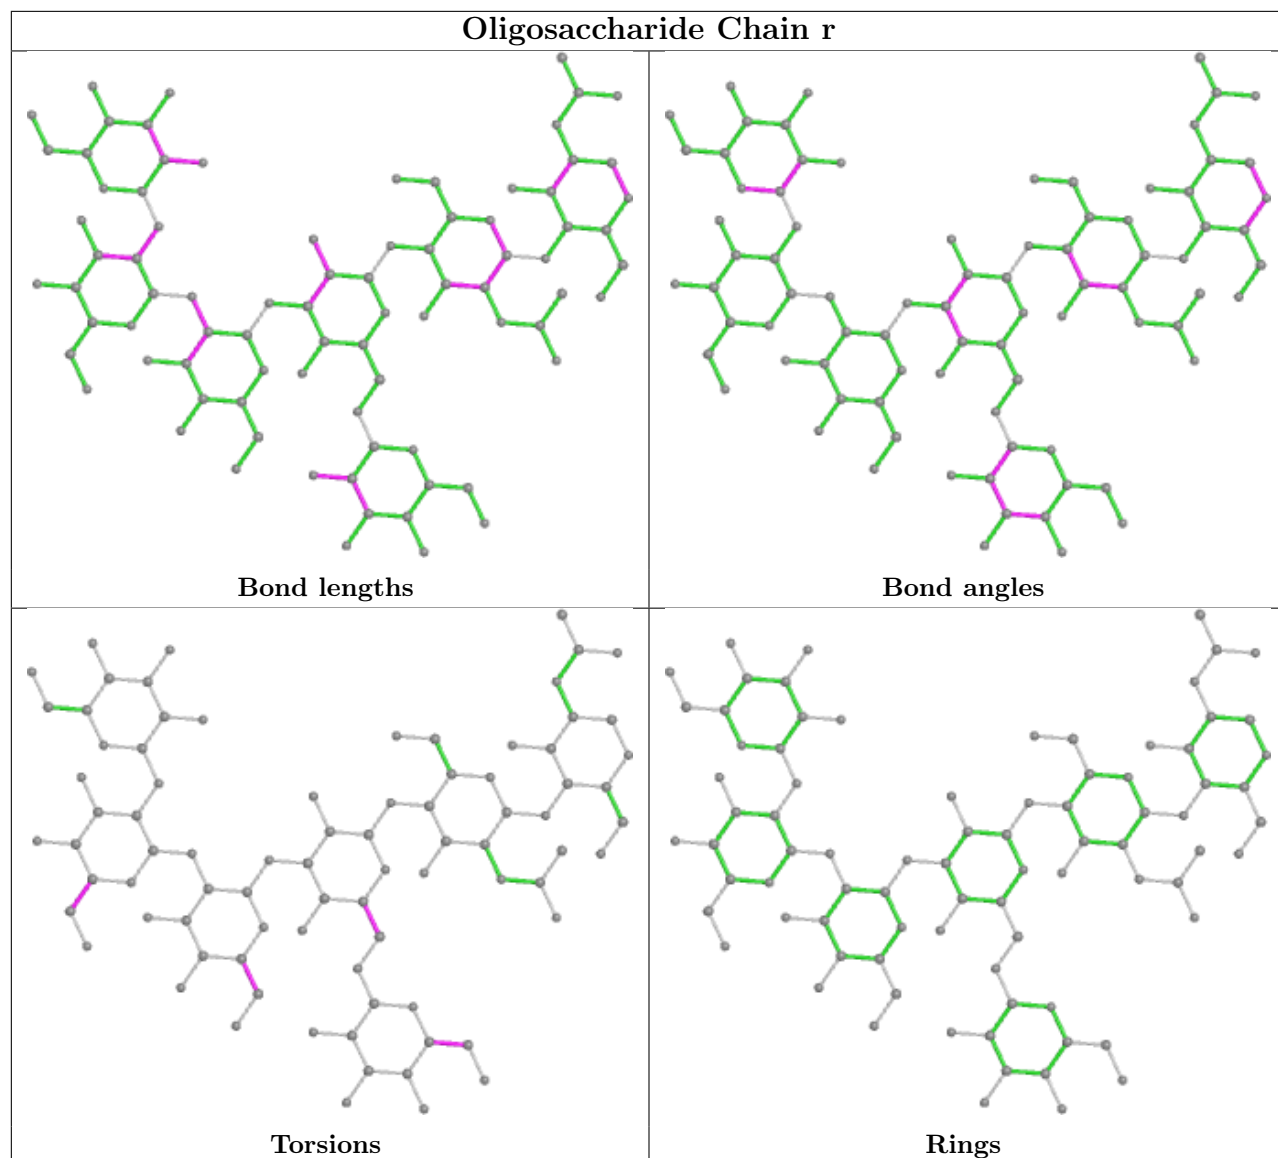 Oligosaccharide Chain r
Bond lengths
Bond angles
Torsions
Rings